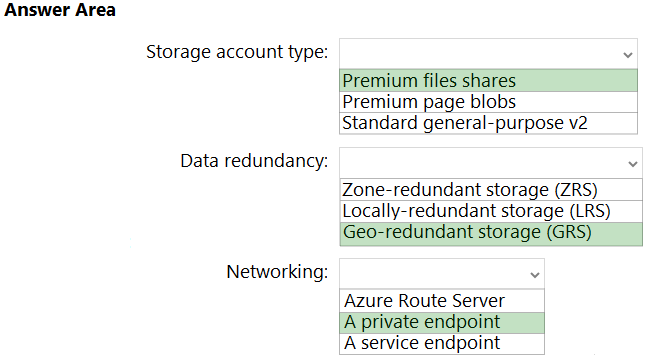 Answer Area
Storage account type:
Premium files shares
Premium page blobs
Standard general-purpose v2
Data redundancy:
Zone-redundant storage (ZRS)
Locally-redundant storage (LRS)
Geo-redundant storage (GRS)
Networking:
Azure Route Server
A private endpoint
A service endpoint